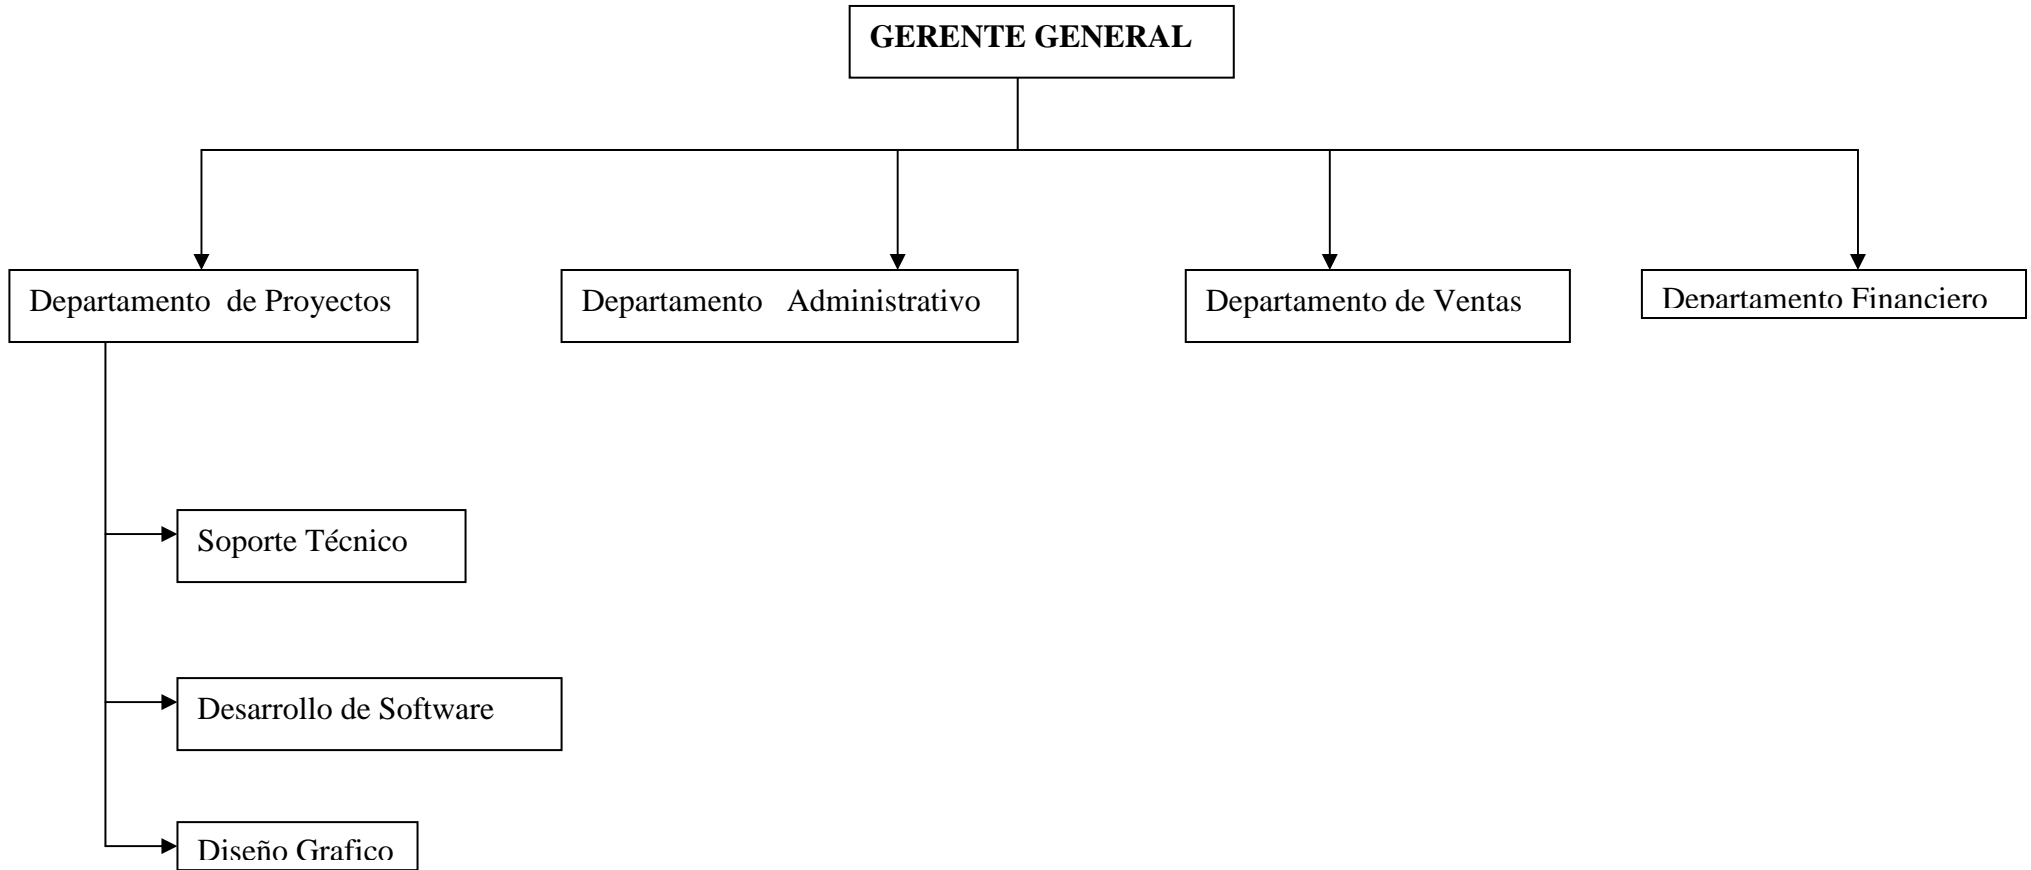 GERENTE GENERAL
Departamento de Proyectos
Departamento Administrativo
Departamento de Ventas
Departamento Financiero
Soporte Técnico
Desarrollo de Software
Diseño Grafico